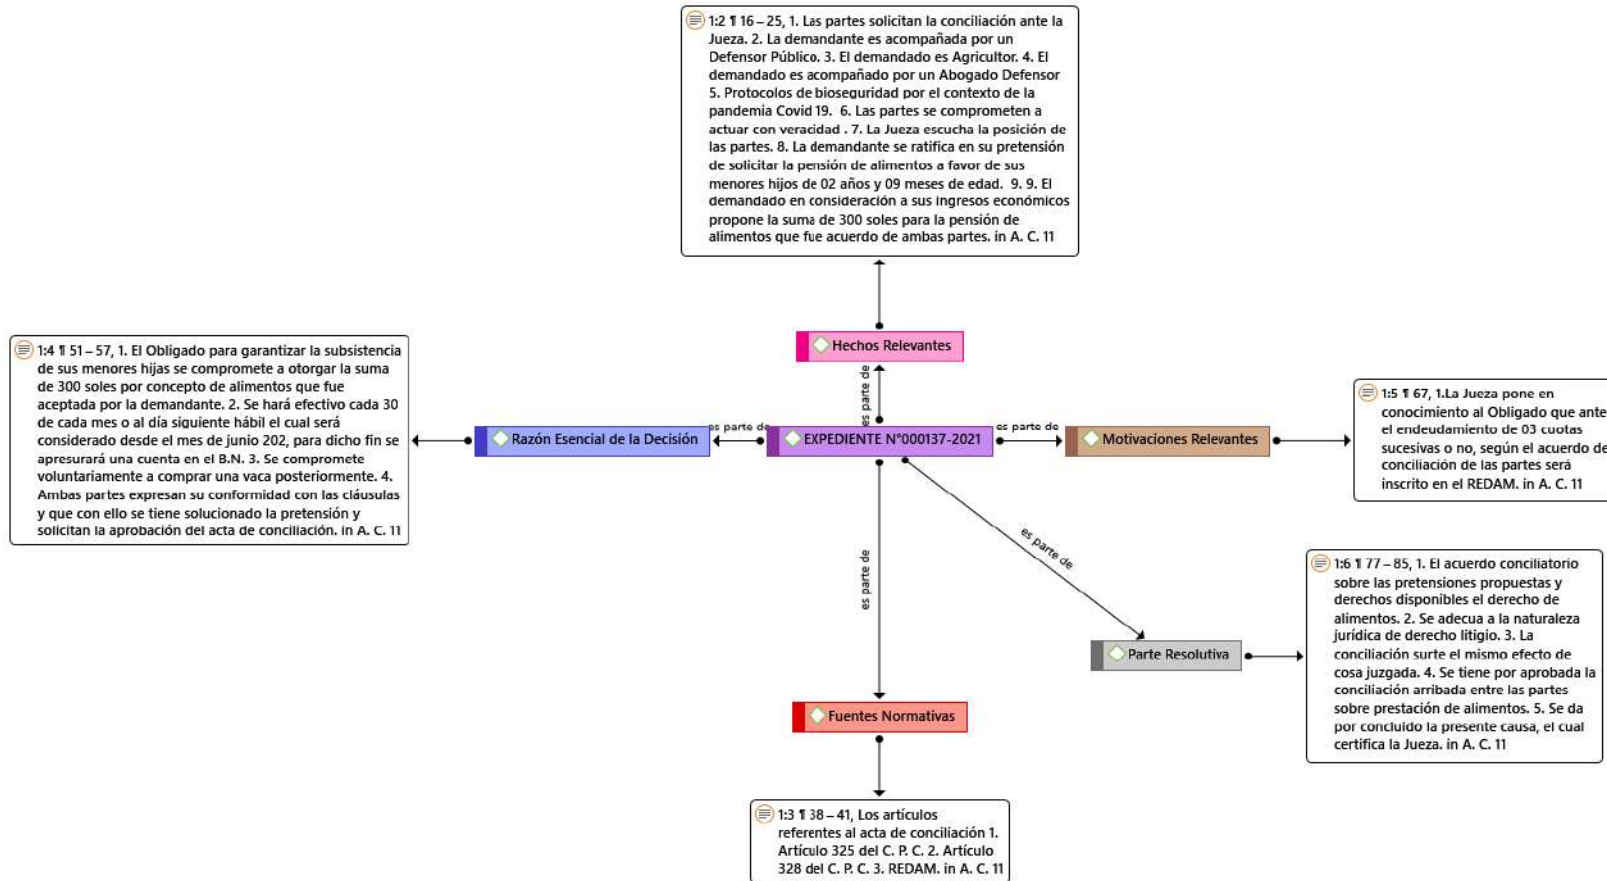 1:2 ¶ 16 – 25, 1. Las partes solicitan la conciliación ante la
Jueza. 2. La demandante es acompañada por un
Defensor Público. 3. El demandado es Agricultor. 4. El
demandado es acompañado por un Abogado Defensor
5. Protocolos de bioseguridad por el contexto de la
pandemia Covid 19. 6. Las partes se comprometen a
actuar con veracidad . 7. La Jueza escucha la posición de
las partes. 8. La demandante se ratifica en su pretensión
de solicitar la pensión de alimentos a favor de sus
menores hijos de 02 años y 09 meses de edad. 9. 9. El
demandado en consideración a sus ingresos económicos
propone la suma de 300 soles para la pensión de
alimentos que fue acuerdo de ambas partes. in A. C. 11
Hechos Relevantes
es parte de
1:4 ¶ 51 – 57, 1. El Obligado para garantizar la subsistencia
de sus menores hijas se compromete a otorgar la suma
de 300 soles por concepto de alimentos que fue
aceptada por la demandante. 2. Se hará efectivo cada 30
de cada mes o al día siguiente hábil el cual será
considerado desde el mes de junio 202, para dicho fin se
apresurará una cuenta en el B.N. 3. Se compromete
voluntariamente a comprar una vaca posteriormente. 4.
Ambas partes expresan su conformidad con las cláusulas
y que con ello se tiene solucionado la pretensión y
solicitan la aprobación del acta de conciliación. in A. C. 11
Razón Esencial de la Decisión
es parte de
EXPEDIENTE N°000137-2021
es parte de
Motivaciones Relevantes
1:5 ¶ 67, 1.La Jueza pone en
conocimiento al Obligado que ante
el endeudamiento de 03 cuotas
sucesivas o no, según el acuerdo de
conciliación de las partes será
inscrito en el REDAM. in A. C. 11
es parte de
es parte de
Parte Resolutiva
1:6 ¶ 77 – 85, 1. El acuerdo conciliatorio
sobre las pretensiones propuestas y
derechos disponibles el derecho de
alimentos. 2. Se adecua a la naturaleza
jurídica de derecho litigio. 3. La
conciliación surte el mismo efecto de
cosa juzgada. 4. Se tiene por aprobada la
conciliación arribada entre las partes
sobre prestación de alimentos. 5. Se da
por concluido la presente causa, el cual
certifica la Jueza. in A. C. 11
Fuentes Normativas
1:3 ¶ 38 – 41, Los artículos
referentes al acta de conciliación 1.
Artículo 325 del C. P. C. 2. Artículo
328 del C. P. C. 3. REDAM. in A. C. 11